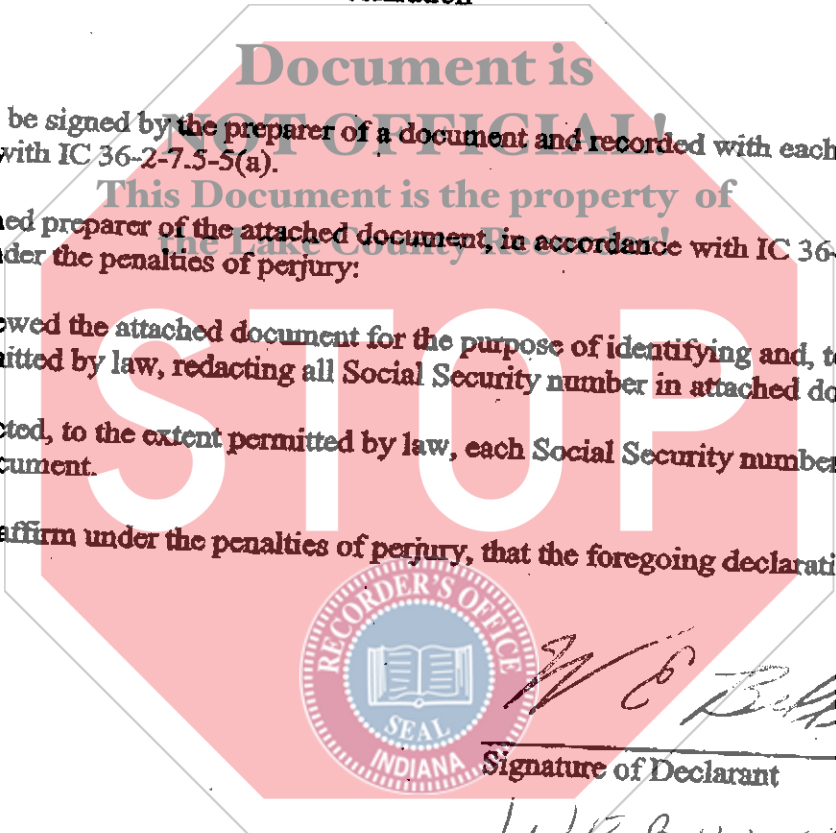 Document is
be signed by the preparer of a document and recorded with each
NOT OFFICIAL!
with IC 36-2-7.5-5(a).
This Document is the property of
ed preparer of the attached document, in accordance with IC 36-
the Lake County Recorder!
der the penalties of perjury:
STOP
ewed the attached document for the purpose of identifying and, t
itted by law, redacting all Social Security number in attached do
cted, to the extent permitted by law, each Social Security number
cument.
affirm under the penalties of perjury, that the foregoing declarati
RECORDER'S OFFICE
SEAL
INDIANA
W E
Signature of Declarant